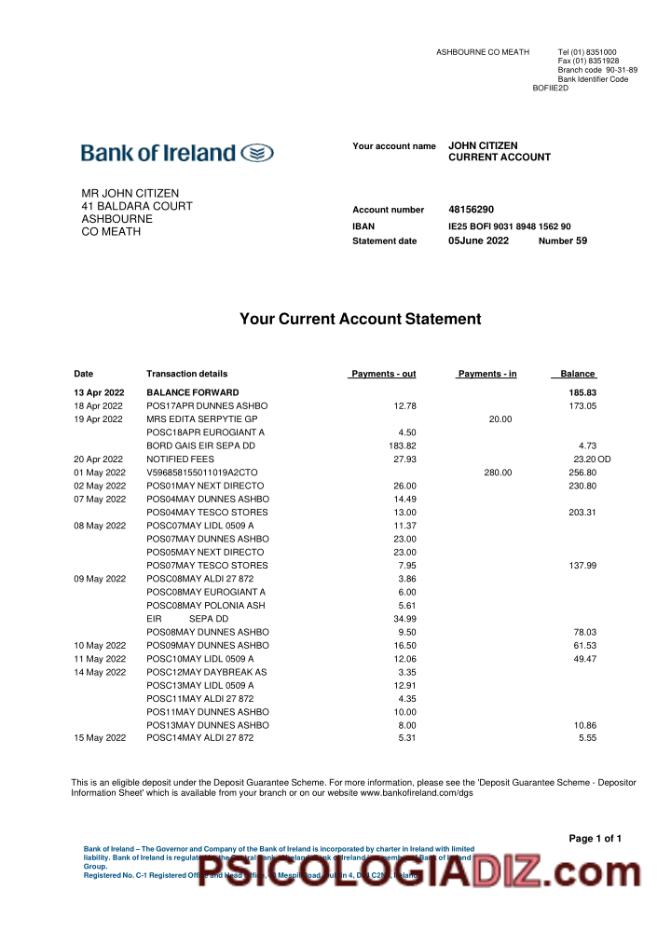 ASHBOURNE CO MEATH Tel (01) 8351000
Fax (01) 8351928
Branch code 90-31-89
Bank Identifier Code
BOFIIE2D
Bank of Ireland
Your account name JOHN CITIZEN
CURRENT ACCOUNT
MR JOHN CITIZEN
41 BALDARA COURT
ASHBOURNE
CO MEATH
Account number 48156290
IBAN IE25 BOFI 9031 8948 1562 90
Statement date 05June 2022 Number 59
Your Current Account Statement
Date Transaction details Payments - out Payments - in Balance
13 Apr 2022 BALANCE FORWARD 185.83
18 Apr 2022 POS17APR DUNNES ASHBO 12.78 173.05
19 Apr 2022 MRS EDITA SERPYTIE GP 20.00
POSC18APR EUROGIANT A 4.50
BORD GAIS EIR SEPA DD 183.82 4.73
20 Apr 2022 NOTIFIED FEES 27.93 23.20 OD
01 May 2022 V596858155011019A2CTO 280.00 256.80
02 May 2022 POS01MAY NEXT DIRECTO 26.00 230.80
07 May 2022 POS04MAY DUNNES ASHBO 14.49
POS04MAY TESCO STORES 13.00 203.31
08 May 2022 POSC07MAY LIDL 0509 A 11.37
POS07MAY DUNNES ASHBO 23.00
POS05MAY NEXT DIRECTO 23.00
POS07MAY TESCO STORES 7.95 137.99
09 May 2022 POSC08MAY ALDI 27 872 3.86
POSC08MAY EUROGIANT A 6.00
POSC08MAY POLONIA ASH 5.61
EIR SEPA DD 34.99
POS08MAY DUNNES ASHBO 9.50 78.03
10 May 2022 POS09MAY DUNNES ASHBO 16.50 61.53
11 May 2022 POSC10MAY LIDL 0509 A 12.06 49.47
14 May 2022 POSC12MAY DAYBREAK AS 3.35
POSC13MAY LIDL 0509 A 12.91
POSC11MAY ALDI 27 872 4.35
POS11MAY DUNNES ASHBO 10.00
POS13MAY DUNNES ASHBO 8.00 10.86
15 May 2022 POSC14MAY ALDI 27 872 5.31 5.55
This is an eligible deposit under the Deposit Guarantee Scheme. For more information, please see the 'Deposit Guarantee Scheme - Depositor
Information Sheet' which is available from your branch or on our website www.bankofireland.com/dgs
Page 1 of 1
Bank of Ireland – The Governor and Company of the Bank of Ireland is incorporated by charter in Ireland with limited
liability. Bank of Ireland is regulated Bank of Ireland
Group.
Registered No. C-1 Registered Office and Head Office, Mespil Road, Dublin 4, Ireland
PSICOLOGIADIZ.com